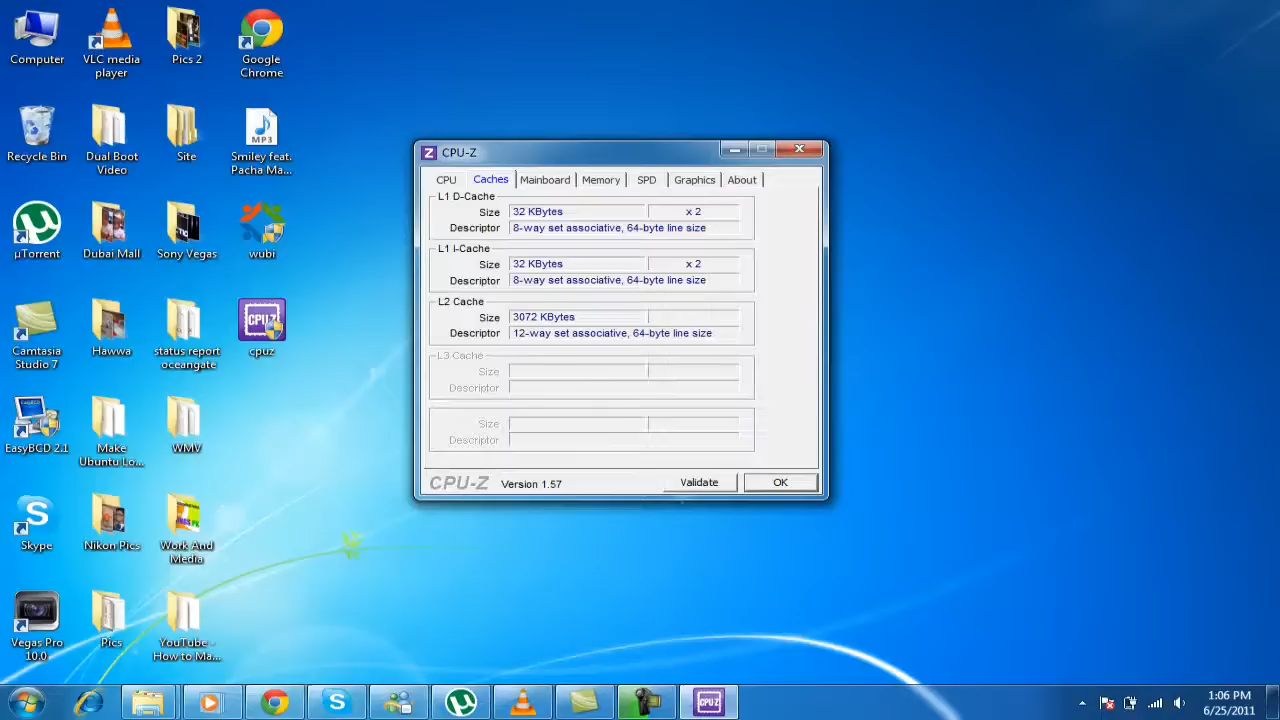 Computer
VLC media
player
Pics 2
Google
Chrome
Recycle Bin
Dual Boot
Video
Site
MP3
Smiley feat.
Pacha Ma...
µTorrent
Dubai Mall
Sony Vegas
wubi
Camtasia
Studio 7
Hawwa
status report
oceangate
CPU-Z
cpuz
EasyBCD 2.1
Make
Ubuntu Lo...
WMV
Skype
Nikon Pics
Work And
Media
Vegas Pro
10.0
Pics
YouTube -
How to Ma...
Z CPU-Z
CPU Caches Mainboard Memory SPD Graphics About
L1 D-Cache
Size 32 KBytes x 2
Descriptor 8-way set associative, 64-byte line size
L1 I-Cache
Size 32 KBytes x 2
Descriptor 8-way set associative, 64-byte line size
L2 Cache
Size 3072 KBytes
Descriptor 12-way set associative, 64-byte line size
L3 Cache
Size
Descriptor
Size
Descriptor
CPU-Z Version 1.57 Validate OK
CPU-Z
1:06 PM
6/25/2011